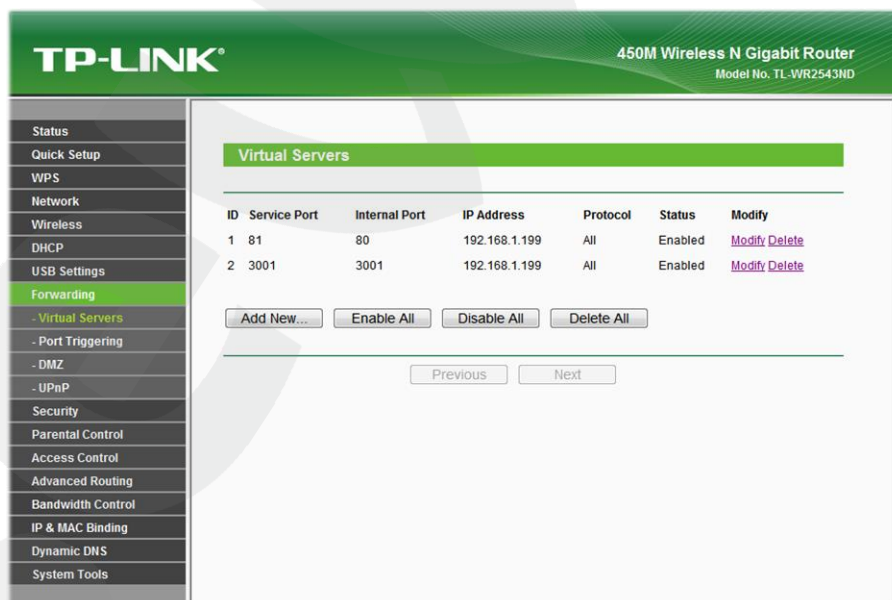 TP-LINK®
450M Wireless N Gigabit Router
Model No. TL-WR2543ND
Status
Quick Setup
WPS
Network
Wireless
DHCP
USB Settings
Forwarding
- Virtual Servers
- Port Triggering
- DMZ
- UPnP
Security
Parental Control
Access Control
Advanced Routing
Bandwidth Control
IP & MAC Binding
Dynamic DNS
System Tools
Virtual Servers
ID Service Port Internal Port IP Address Protocol Status Modify
1 81 80 192.168.1.199 All Enabled Modify Delete
2 3001 3001 192.168.1.199 All Enabled Modify Delete
Add New... Enable All Disable All Delete All
Previous Next